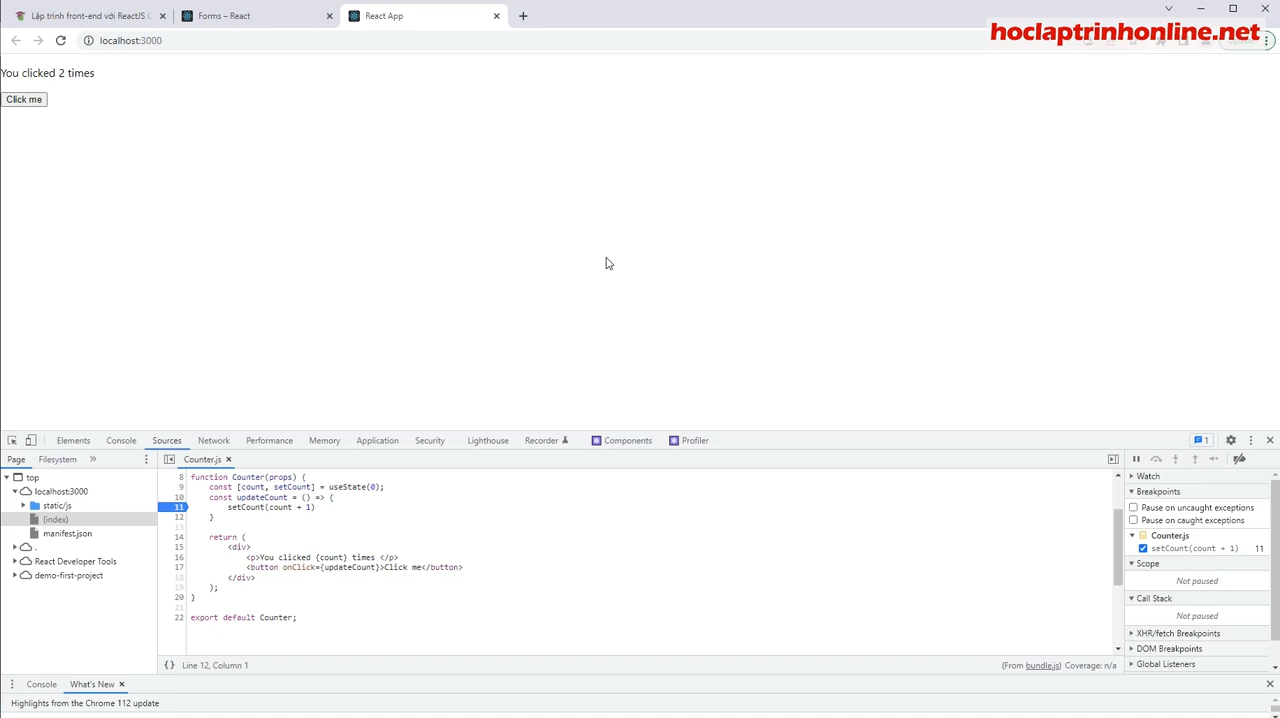 Lập trình front-end với React/JS C
Forms – React
React App
localhost:3000
hoclaptrinhonline.net
You clicked 2 times
Click me
Elements
Console
Sources
Network
Performance
Memory
Application
Security
Lighthouse
Recorder
Components
Profiler
1
Page
Filesystem
»
Counter.js
top
localhost:3000
static/js
(index)
manifest.json
.
React Developer Tools
demo-first-project
8 function Counter(props) {
9 const [count, setCount] = useState(0);
10 const updateCount = () => {
11 setCount(count + 1)
12 }
13
14 return (
15 <div>
16 <p>You clicked {count} times </p>
17 <button onClick={updateCount}>Click me</button>
18 </div>
19 );
20 }
21
22 export default Counter;
{} Line 12, Column 1
(From bundle.js) Coverage: n/a
Watch
Breakpoints
Pause on uncaught exceptions
Pause on caught exceptions
Counter.js
setCount(count + 1) 11
Scope
Not paused
Call Stack
Not paused
XHR/fetch Breakpoints
DOM Breakpoints
Global Listeners
Console
What's New
Highlights from the Chrome 112 update